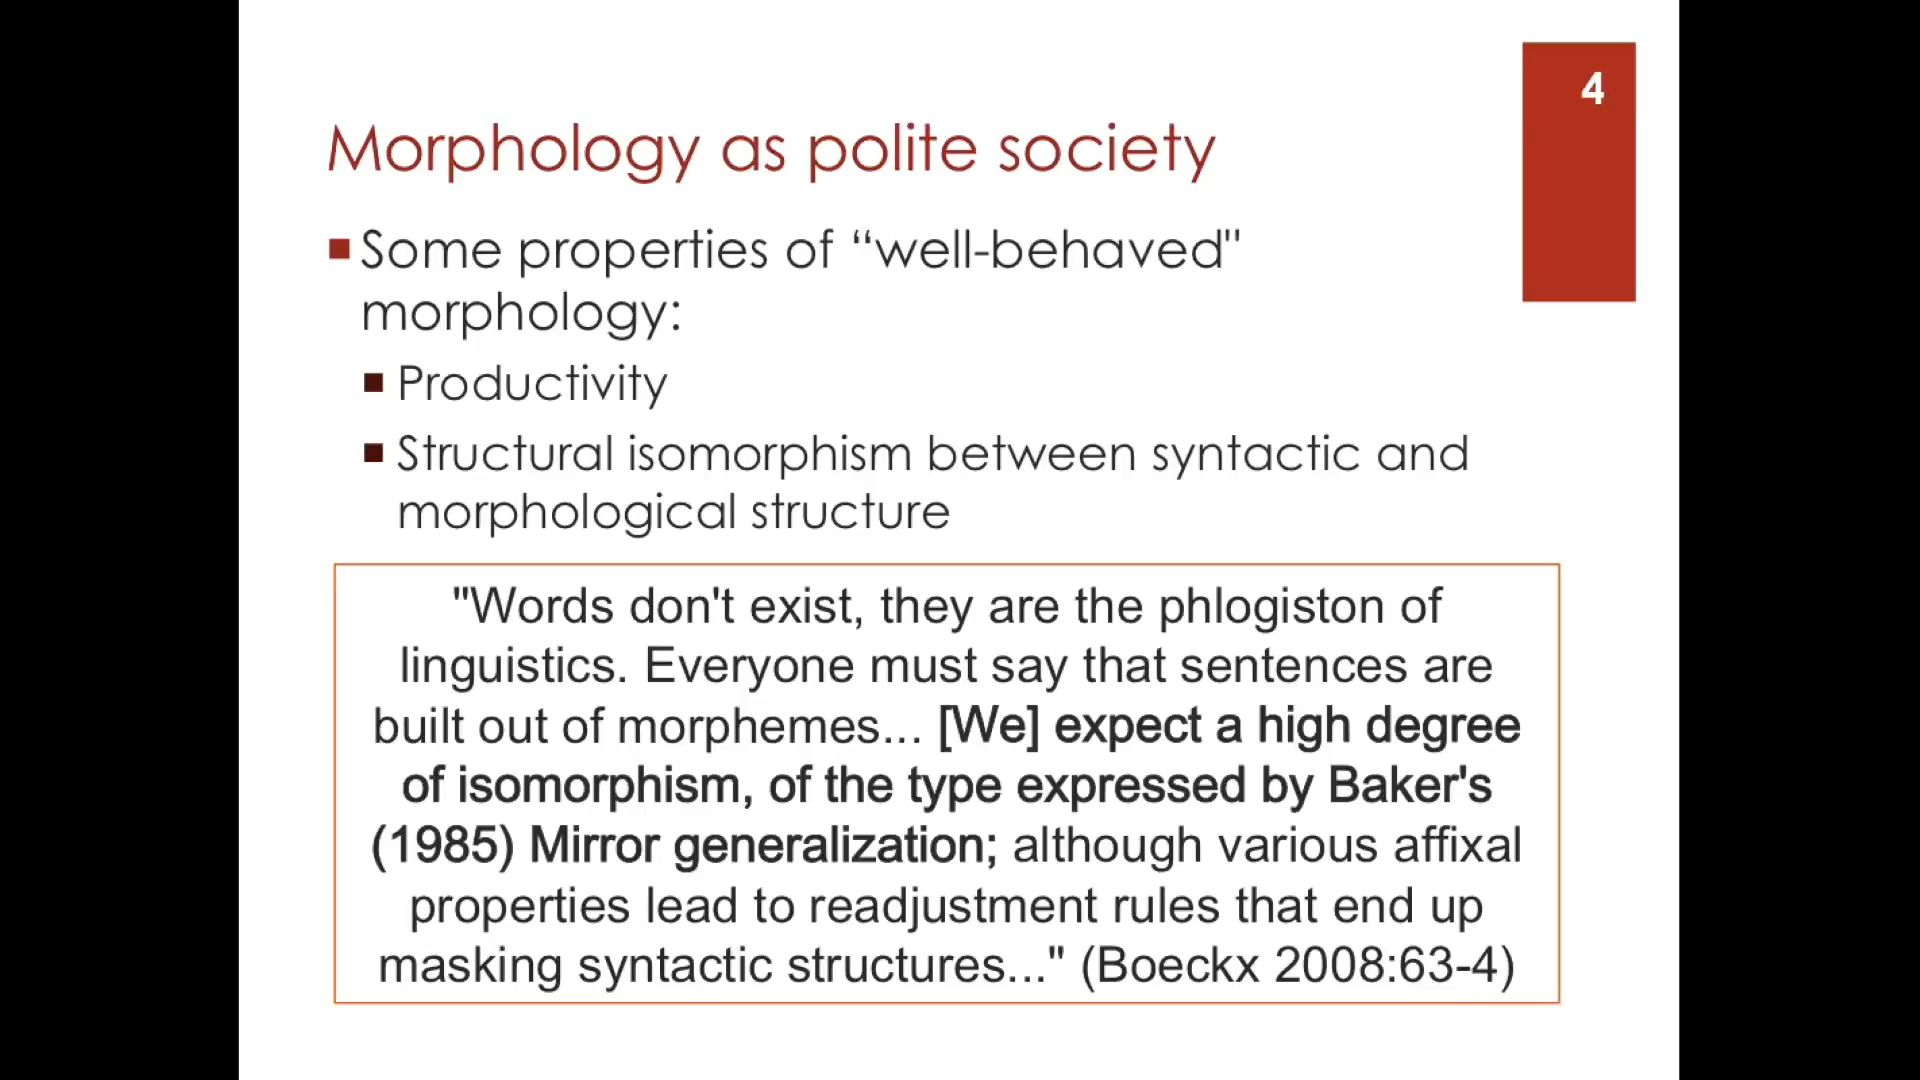 4
Morphology as polite society
Some properties of “well-behaved"
morphology:
Productivity
Structural isomorphism between syntactic and
morphological structure
"Words don't exist, they are the phlogiston of
linguistics. Everyone must say that sentences are
built out of morphemes... [We] expect a high degree
of isomorphism, of the type expressed by Baker's
(1985) Mirror generalization; although various affixal
properties lead to readjustment rules that end up
masking syntactic structures..." (Boeckx 2008:63-4)